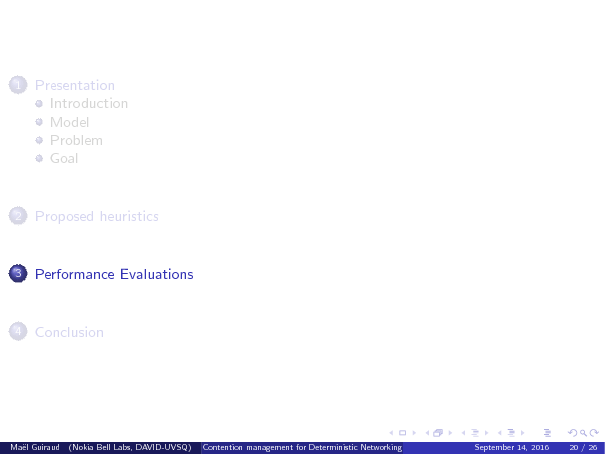 1 Presentation
Introduction
Model
Problem
Goal
2 Proposed heuristics
3 Performance Evaluations
4 Conclusion
Maël Guiraud (Nokia Bell Labs, DAVID-UVSQ) Contention management for Deterministic Networking September 14, 2016 20 / 26